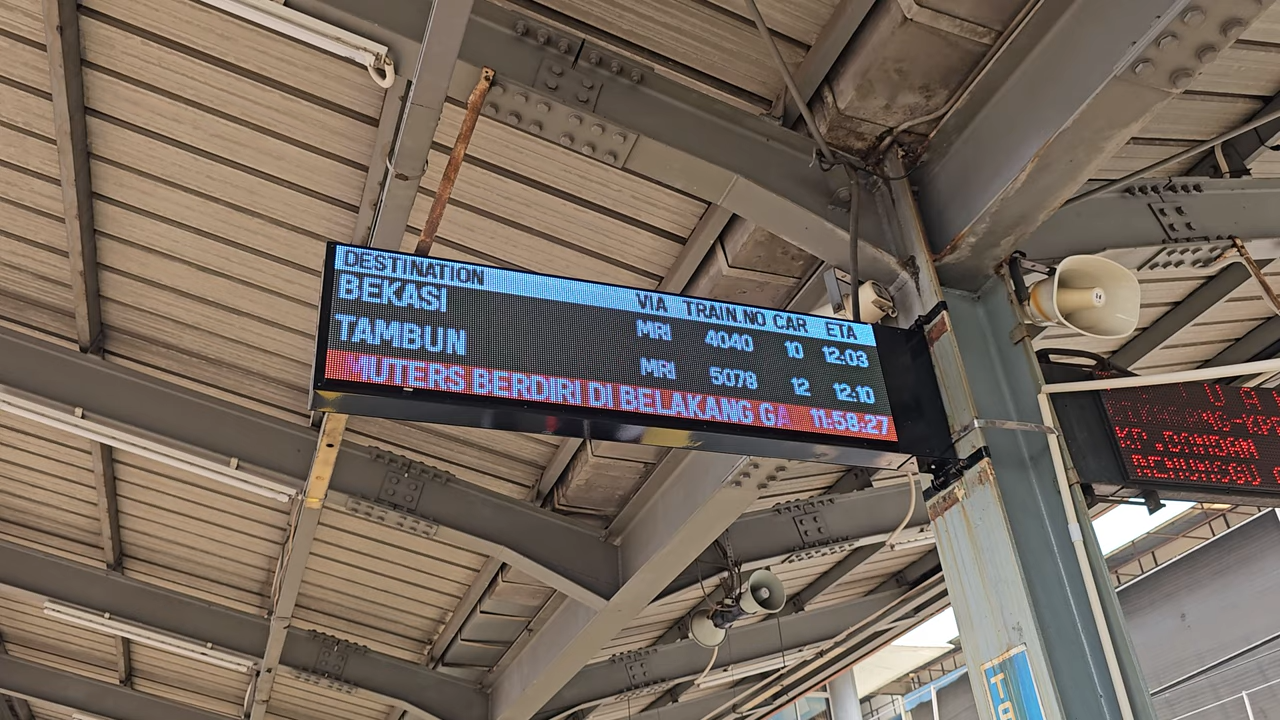 DESTINATION VIA TRAIN.NO CAR ETA
BEKASI MRI 4040 10 12:03
TAMBUN MRI 5078 12 12:10
BERDIRI DI BELAKANG GA 11:58:27